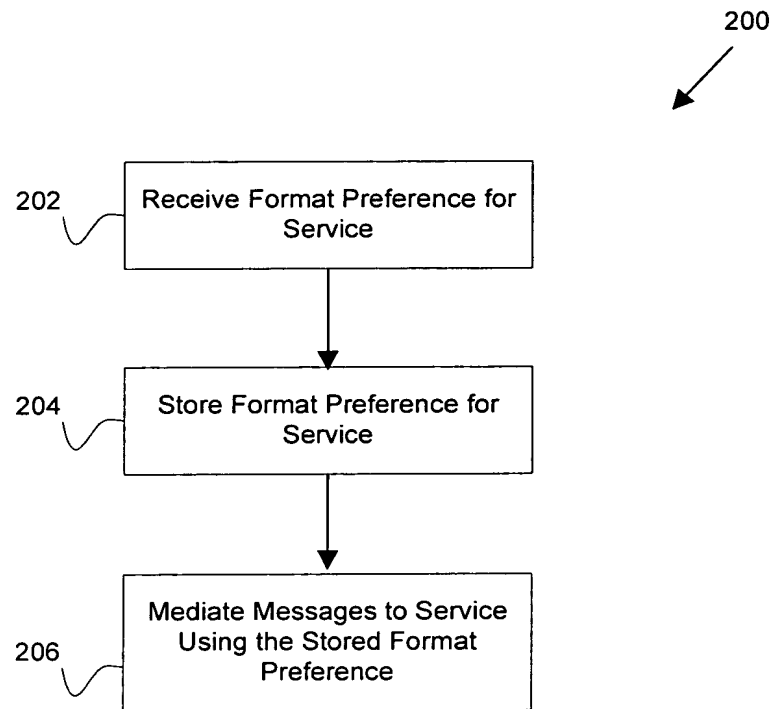 200
202
Receive Format Preference for
Service
204
Store Format Preference for
Service
206
Mediate Messages to Service
Using the Stored Format
Preference